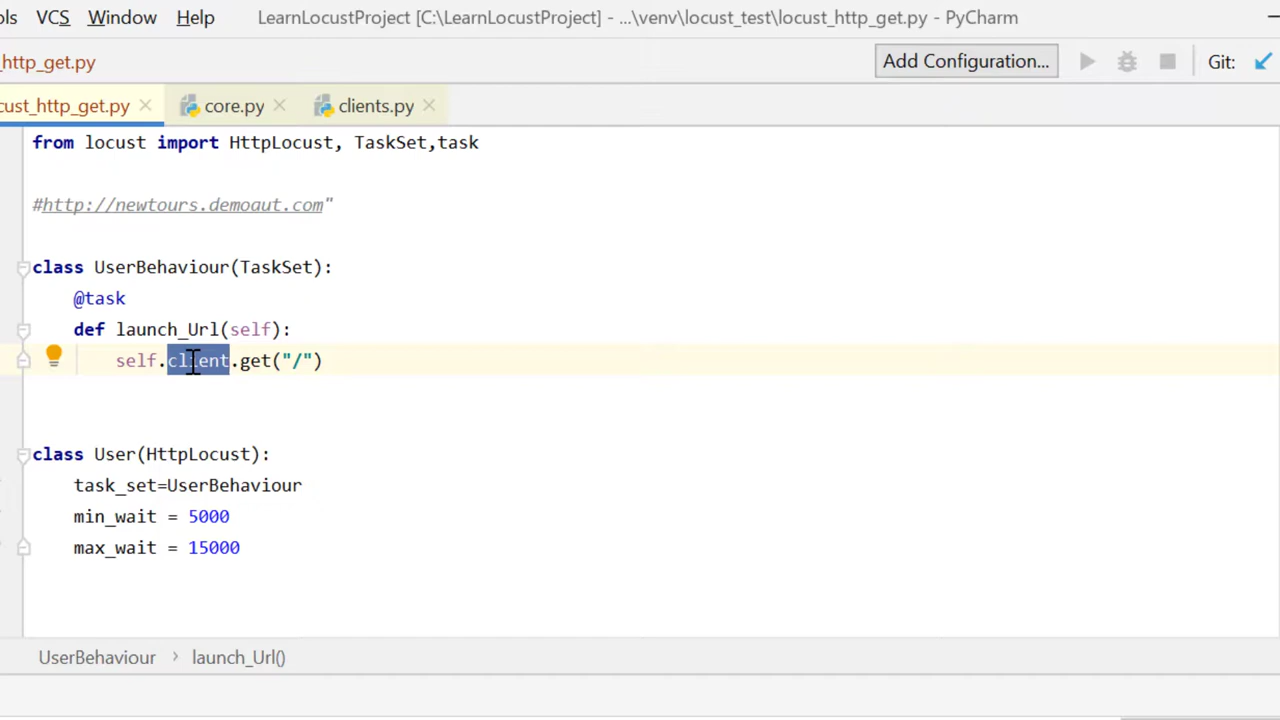 ols VCS Window Help LearnLocustProject [C:\LearnLocustProject] - ...\venv\locust_test\locust_http_get.py - PyCharm
_http_get.py Add Configuration... Git:
cust_http_get.py core.py clients.py
from locust import HttpLocust, TaskSet,task
#http://newtours.demoaut.com"
class UserBehaviour(TaskSet):
@task
def launch_Url(self):
self.client.get("/")
class User(HttpLocust):
task_set=UserBehaviour
min_wait = 5000
max_wait = 15000
UserBehaviour › launch_Url()